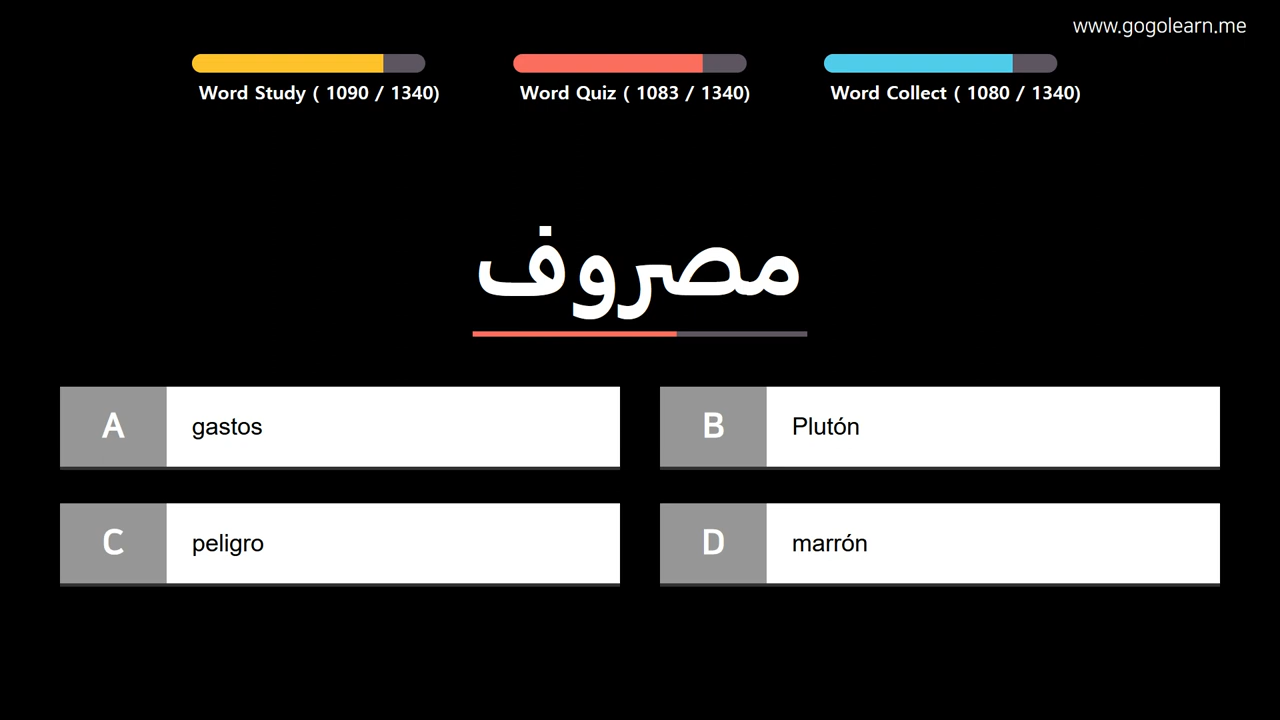 www.gogolearn.me
Word Study ( 1090 / 1340)
Word Quiz ( 1083 / 1340)
Word Collect ( 1080 / 1340)
مصروف
A gastos
B Plutón
C peligro
D marrón